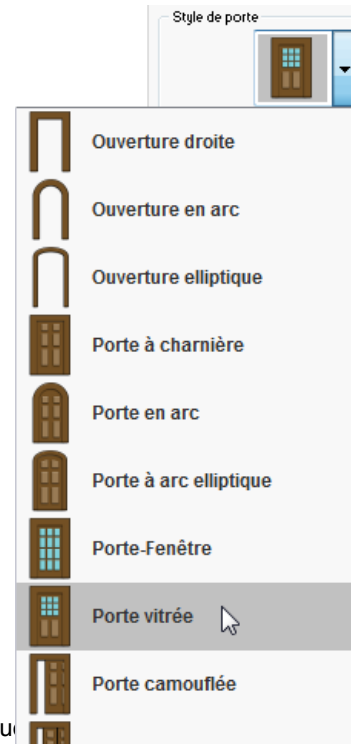 Style de porte
Ouverture droite
Ouverture en arc
Ouverture elliptique
Porte à charnière
Porte en arc
Porte à arc elliptique
Porte-Fenêtre
Porte vitrée
Porte camouflée